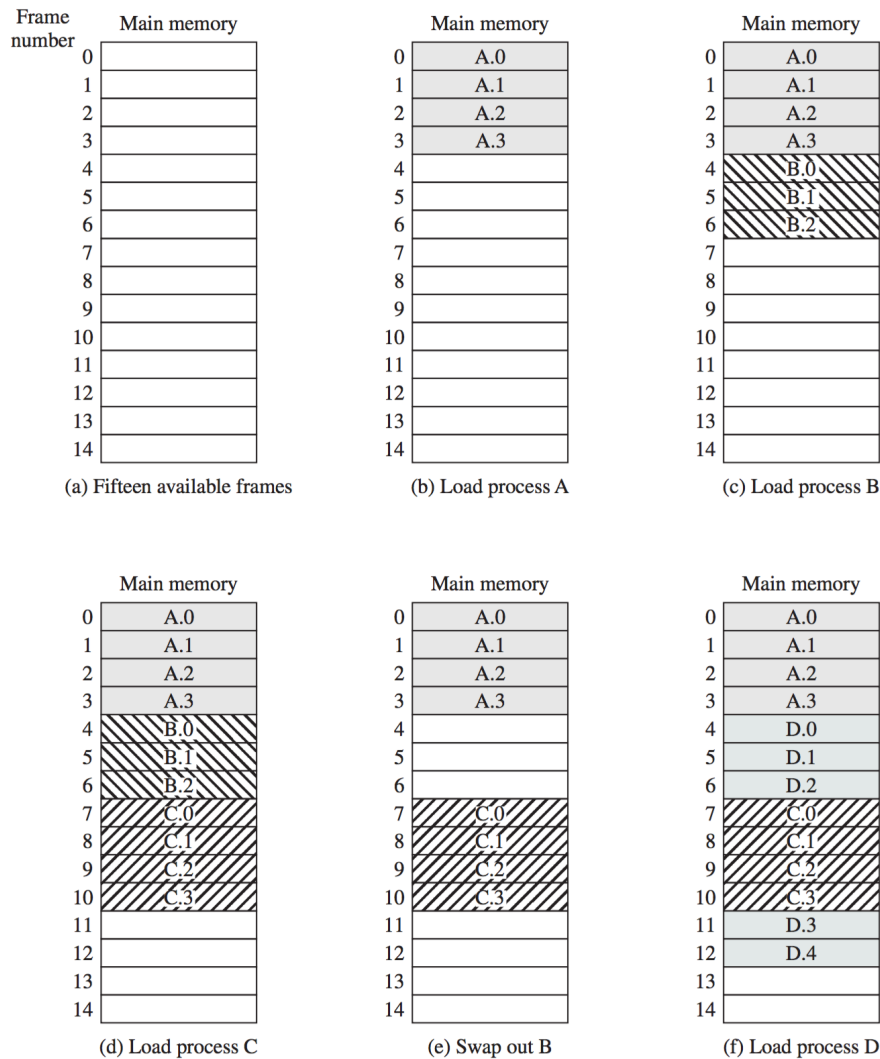 Frame
number
Main memory
0
1
2
3
4
5
6
7
8
9
10
11
12
13
14
(a) Fifteen available frames
Main memory
0 A.0
1 A.1
2 A.2
3 A.3
4
5
6
7
8
9
10
11
12
13
14
(b) Load process A
Main memory
0 A.0
1 A.1
2 A.2
3 A.3
4 B.0
5 B.1
6 B.2
7
8
9
10
11
12
13
14
(c) Load process B
Main memory
0 A.0
1 A.1
2 A.2
3 A.3
4 B.0
5 B.1
6 B.2
7 C.0
8 C.1
9 C.2
10 C.3
11
12
13
14
(d) Load process C
Main memory
0 A.0
1 A.1
2 A.2
3 A.3
4
5
6
7 C.0
8 C.1
9 C.2
10 C.3
11
12
13
14
(e) Swap out B
Main memory
0 A.0
1 A.1
2 A.2
3 A.3
4 D.0
5 D.1
6 D.2
7 C.0
8 C.1
9 C.2
10 C.3
11 D.3
12 D.4
13
14
(f) Load process D